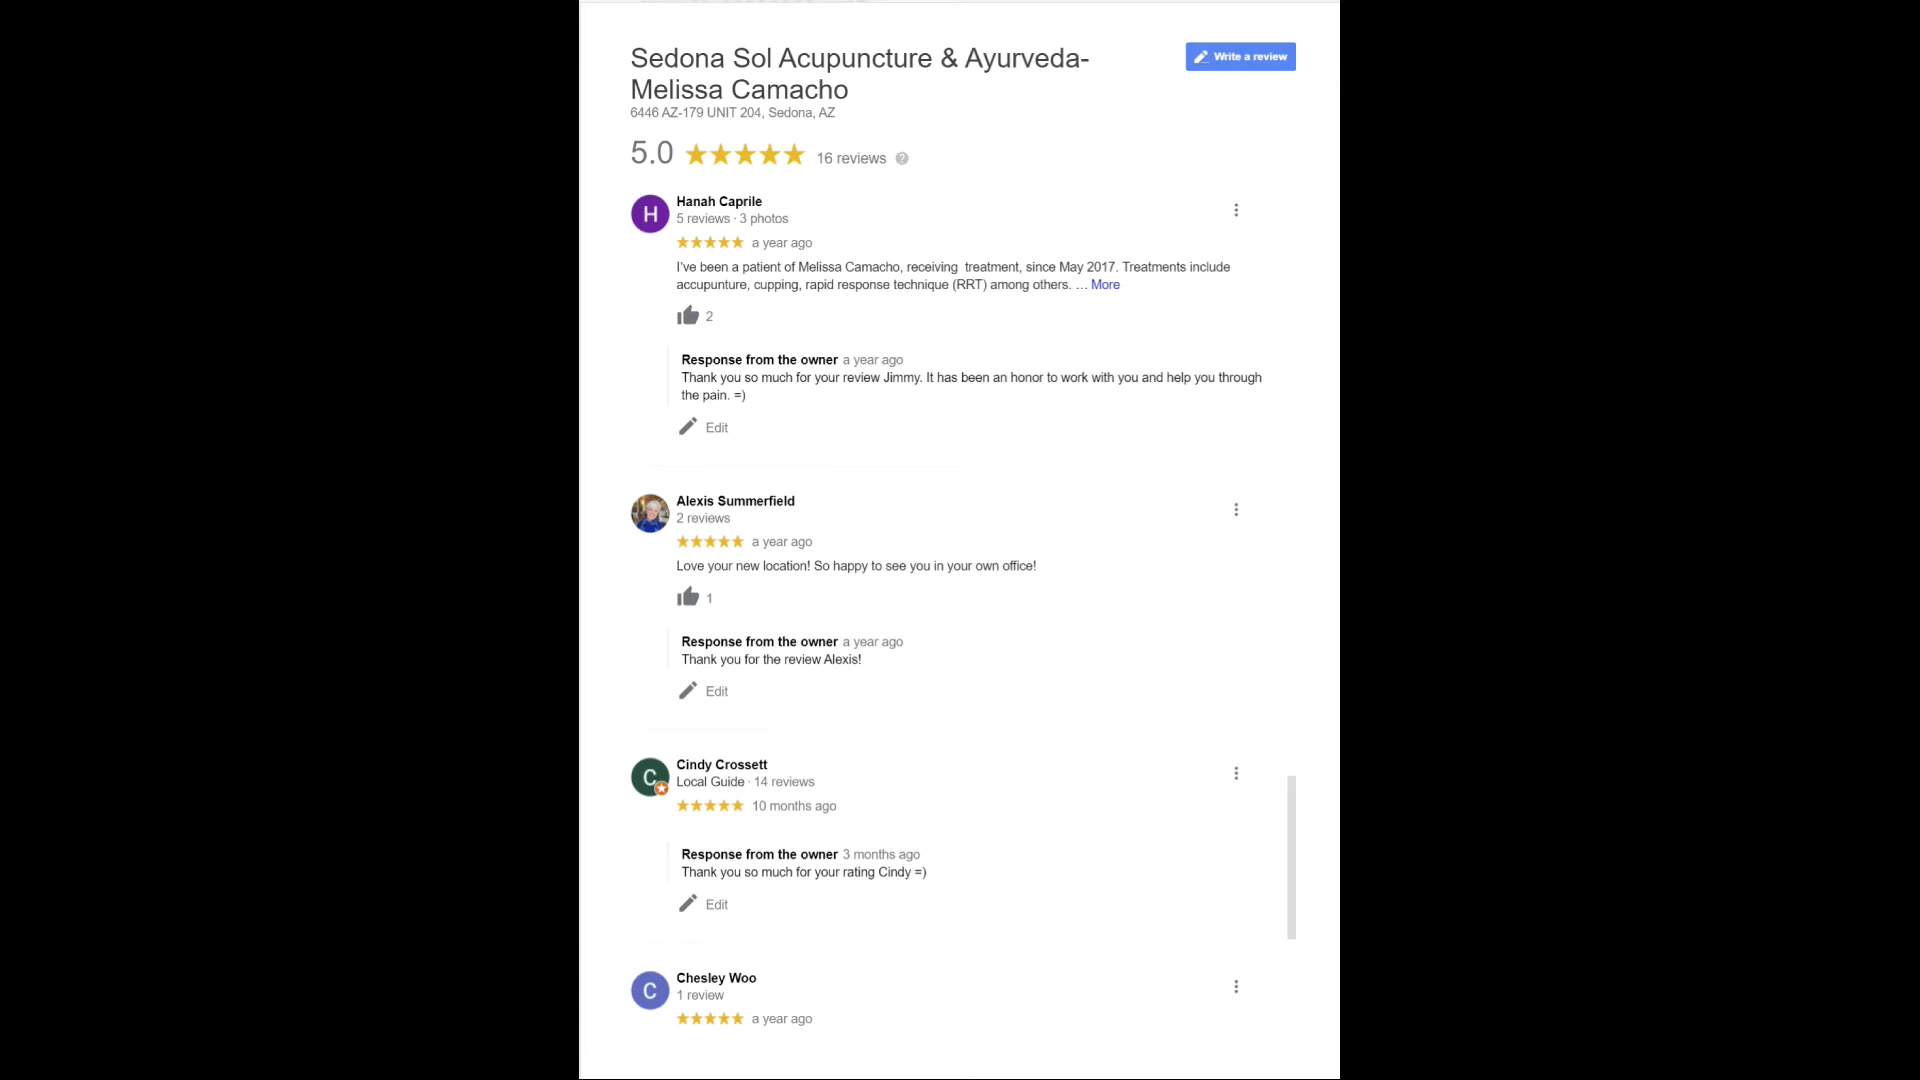 Sedona Sol Acupuncture & Ayurveda-
Melissa Camacho
Write a review
6446 AZ-179 UNIT 204, Sedona, AZ
5.0
16 reviews
?
H
Hanah Caprile
5 reviews · 3 photos
a year ago
I've been a patient of Melissa Camacho, receiving treatment, since May 2017. Treatments include
accupunture, cupping, rapid response technique (RRT) among others. … More
2
Response from the owner a year ago
Thank you so much for your review Jimmy. It has been an honor to work with you and help you through
the pain. =)
Edit
Alexis Summerfield
2 reviews
a year ago
Love your new location! So happy to see you in your own office!
1
Response from the owner a year ago
Thank you for the review Alexis!
Edit
C
Cindy Crossett
Local Guide · 14 reviews
10 months ago
Response from the owner 3 months ago
Thank you so much for your rating Cindy =)
Edit
C
Chesley Woo
1 review
a year ago